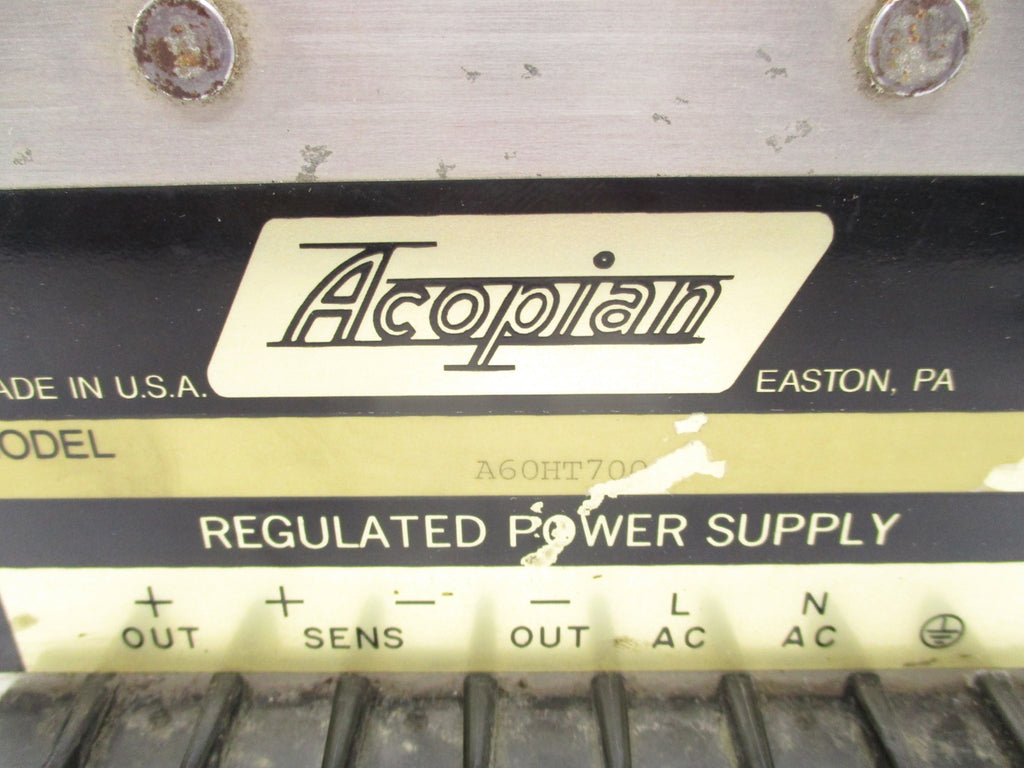 Acopian
ADE IN U.S.A.
EASTON, PA
ODEL
A60HT700
REGULATED POWER SUPPLY
+ + − − L N
OUT SENS OUT AC AC